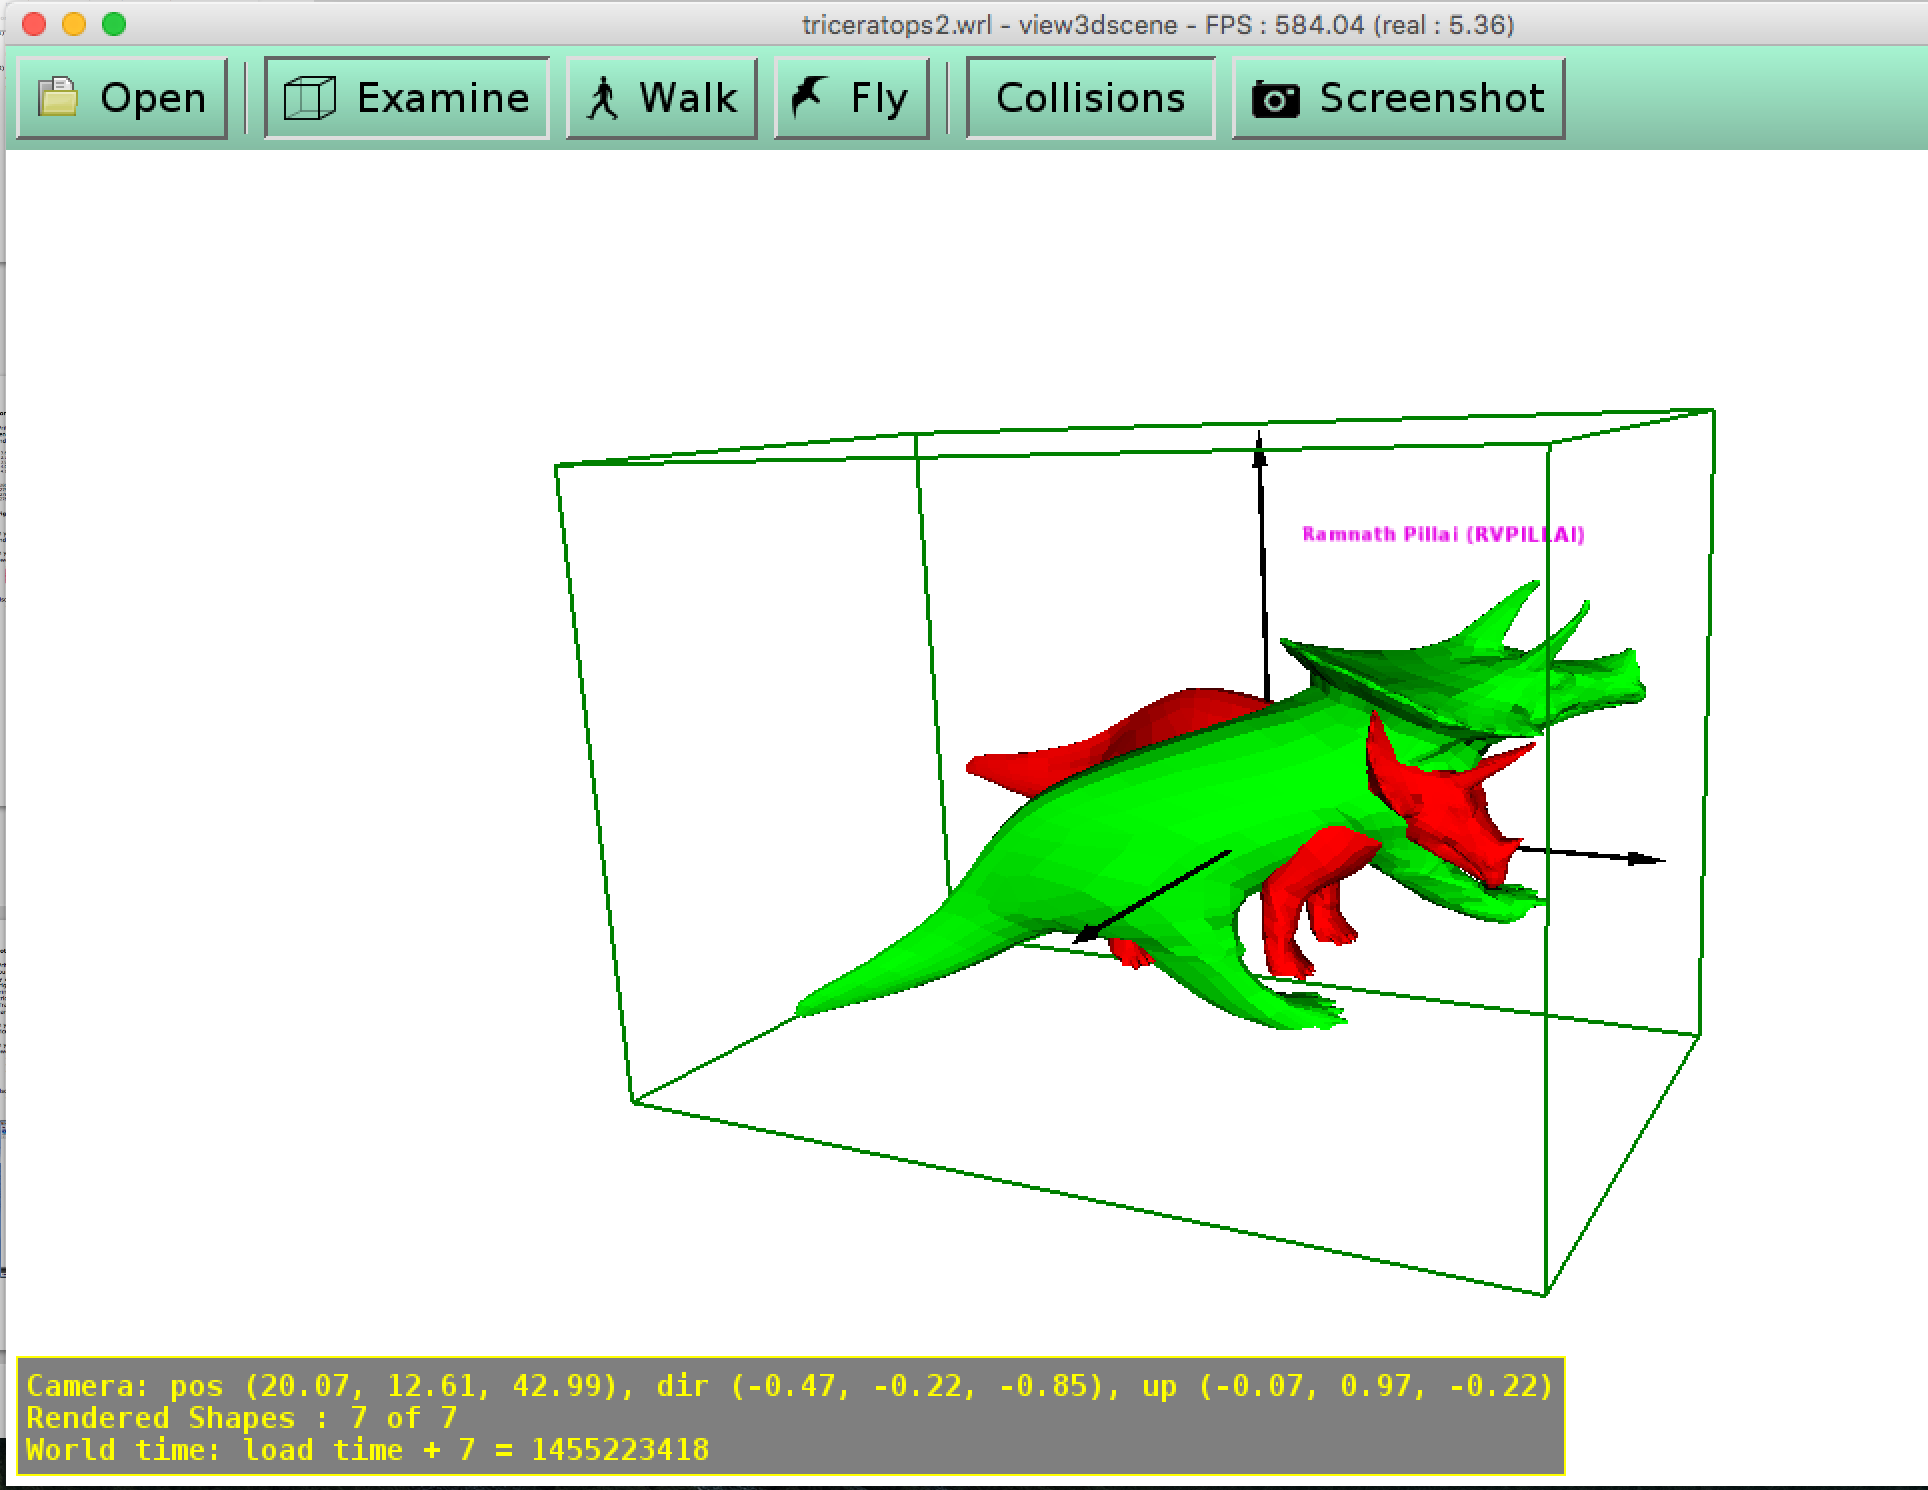 triceratops2.wrl - view3dscene - FPS : 584.04 (real : 5.36)
Open Examine Walk Fly Collisions Screenshot
Ramnath Pillai (RVPILLAI)
Camera: pos (20.07, 12.61, 42.99), dir (-0.47, -0.22, -0.85), up (-0.07, 0.97, -0.22)
Rendered Shapes : 7 of 7
World time: load time + 7 = 1455223418